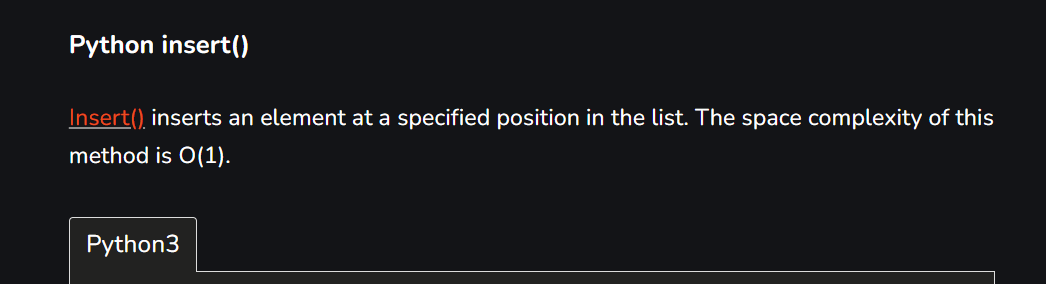 Python insert()
Insert() inserts an element at a specified position in the list. The space complexity of this
method is O(1).
Python3